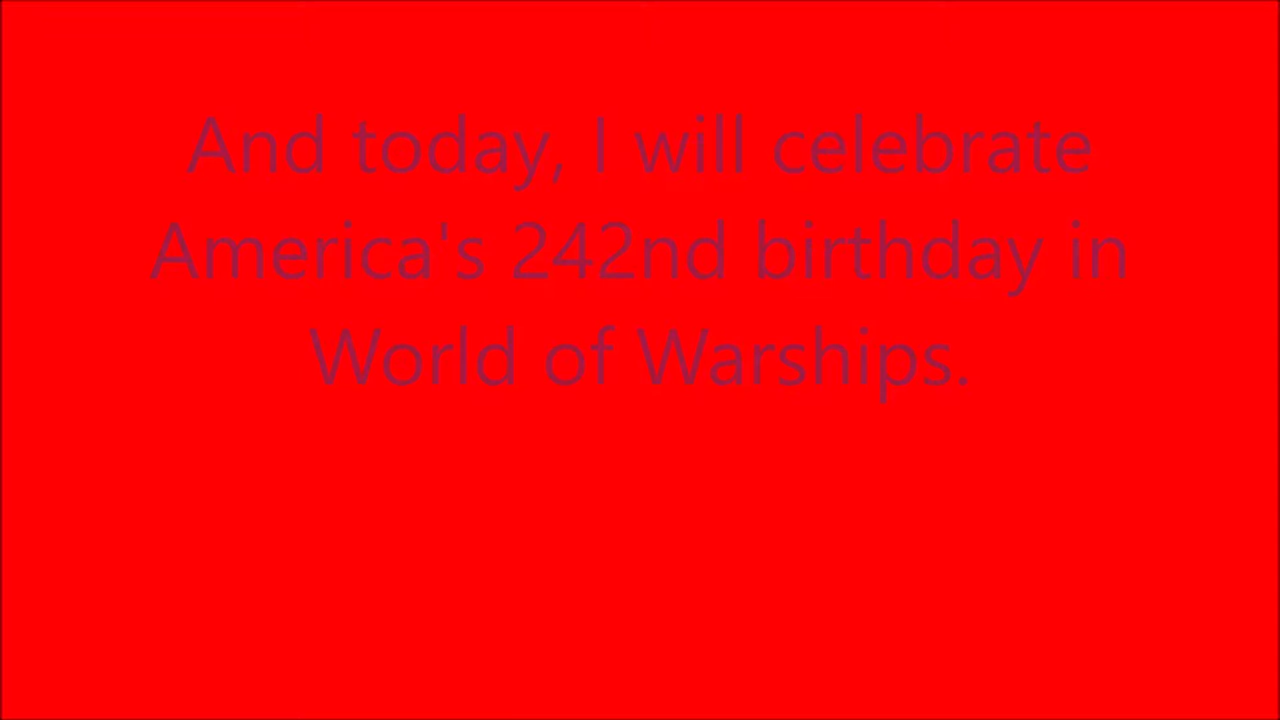 And today, I will celebrate
America's 242nd birthday in
World of Warships.